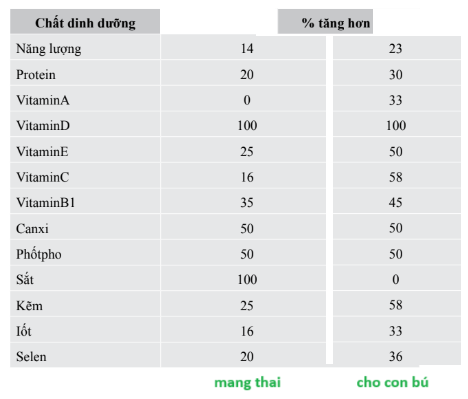 Chất dinh dưỡng % tăng hơn
Năng lượng 14 23
Protein 20 30
VitaminA 0 33
VitaminD 100 100
VitaminE 25 50
VitaminC 16 58
VitaminB1 35 45
Canxi 50 50
Phốtpho 50 50
Sắt 100 0
Kẽm 25 58
Iốt 16 33
Selen 20 36
mang thai cho con bú